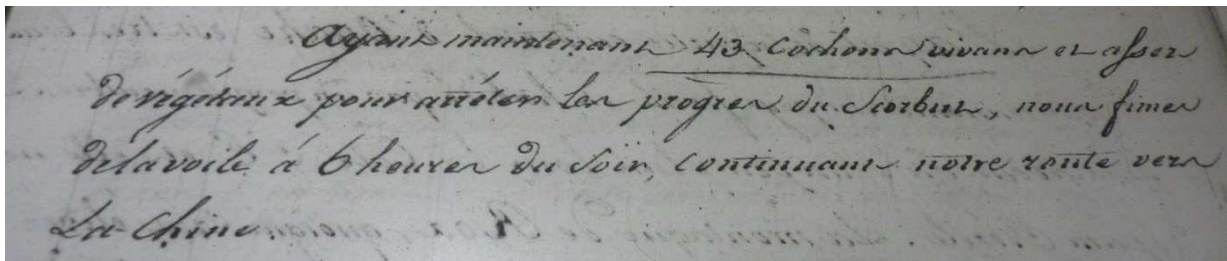 Ayant maintenant 43. Cochons vivans et assez
de végétaux pour arrêter les progres du Scorbut, nous fimes
de la voile à 6 heures du Soir, continuant notre route vers
La Chine.